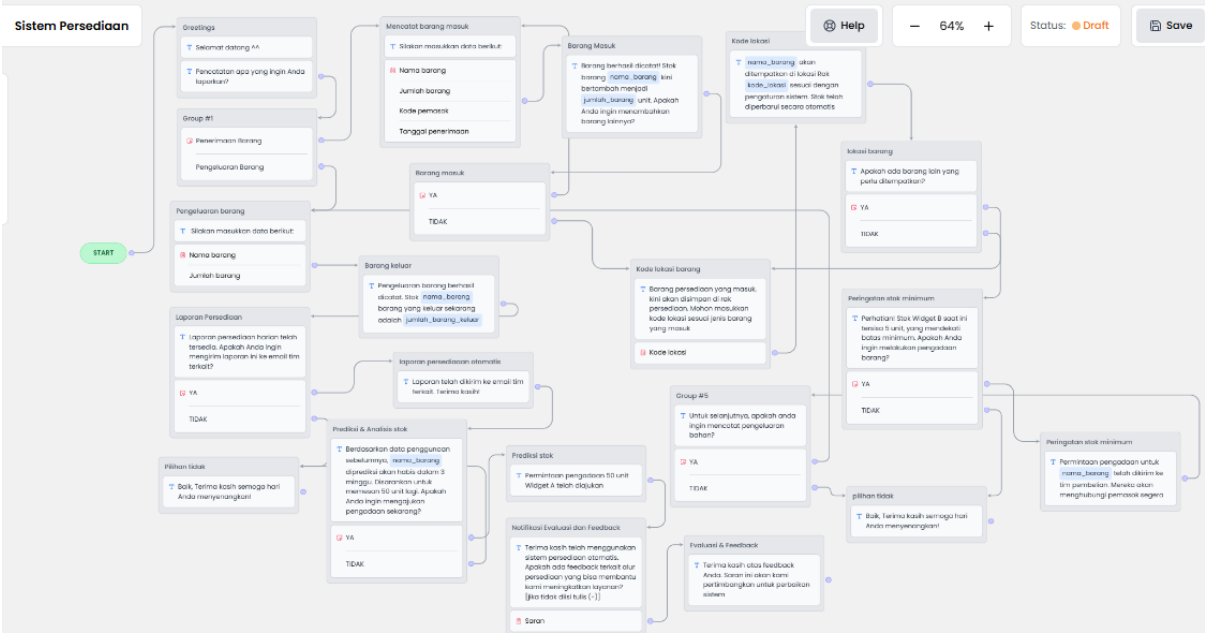 Sistem Persediaan
Help
— 64% +
Status: Draft
Save
START
Greetings
Selamat datang ^^
Pencatatan apa yang ingin Anda
laporkan?
Group #1
Penerimaan Barang
Pengeluaran Barang
Mencatat barang masuk
Silakan masukkan data berikut:
Nama barang
Jumlah barang
Kode pemasok
Tanggal penerimaan
Barang Masuk
Barang berhasil dicatat! Stok
barang nama_barang kini
bertambah menjadi
jumlah_barang unit. Apakah
Anda ingin menambahkan
barang lainnya?
Kode lokasi
nama_barang akan
ditempatkan di lokasi Rak
kode_lokasi sesuai dengan
pengaturan sistem. Stok telah
diperbarui secara otomatis
Barang masuk
YA
TIDAK
lokasi barang
Apakah ada barang lain yang
perlu ditempatkan?
YA
TIDAK
Pengeluaran barang
Silakan masukkan data berikut:
Nama barang
Jumlah barang
Barang keluar
Pengeluaran barang berhasil
dicatat. Stok nama_barang
barang yang keluar sekarang
adalah jumlah_barang_keluar
Kode lokasi barang
Barang persediaan yang masuk,
kini akan disimpan di rak
persediaan. Mohon masukkan
kode lokasi sesuai jenis barang
yang masuk
Kode lokasi
Peringatan stok minimum
Perhatian! Stok Widget B saat ini
tersisa 5 unit, yang mendekati
batas minimum. Apakah Anda
ingin melakukan pengadaan
barang?
YA
TIDAK
Laporan Persediaan
Laporan persediaan harian telah
tersedia. Apakah Anda ingin
mengirim laporan ini ke email tim
terkait?
YA
TIDAK
laporan persediaaan otomatis
Laporan telah dikirim ke email tim
terkait. Terima kasih!
Group #5
Untuk selanjutnya, apakah anda
ingin mencatat pengeluaran
bahan?
YA
TIDAK
Prediksi & Analisis stok
Berdasarkan data penggunaan
sebelumnya, nama_barang
diprediksi akan habis dalam 3
minggu. Disarankan untuk
memesan 50 unit lagi. Apakah
Anda ingin mengajukan
pengadaan sekarang?
YA
TIDAK
Pilihan tidak
Baik, Terima kasih semoga hari
Anda menyenangkan!
Prediksi stok
Permintaan pengadaan 50 unit
Widget A telah diajukan
Peringatan stok minimum
Permintaan pengadaan untuk
nama_barang telah dikirim ke
tim pembelian. Mereka akan
menghubungi pemasok segera
pilihan tidak
Baik, Terima kasih semoga hari
Anda menyenangkan!
Notifikasi Evaluasi dan Feedback
Terima kasih telah menggunakan
sistem persediaan otomatis.
Apakah ada feedback terkait alur
persediaan yang bisa membantu
kami meningkatkan layanan?
[jika tidak diisi tulis (-)]
Saran
Evaluasi & Feedback
Terima kasih atas feedback
Anda. Saran ini akan kami
pertimbangkan untuk perbaikan
sistem